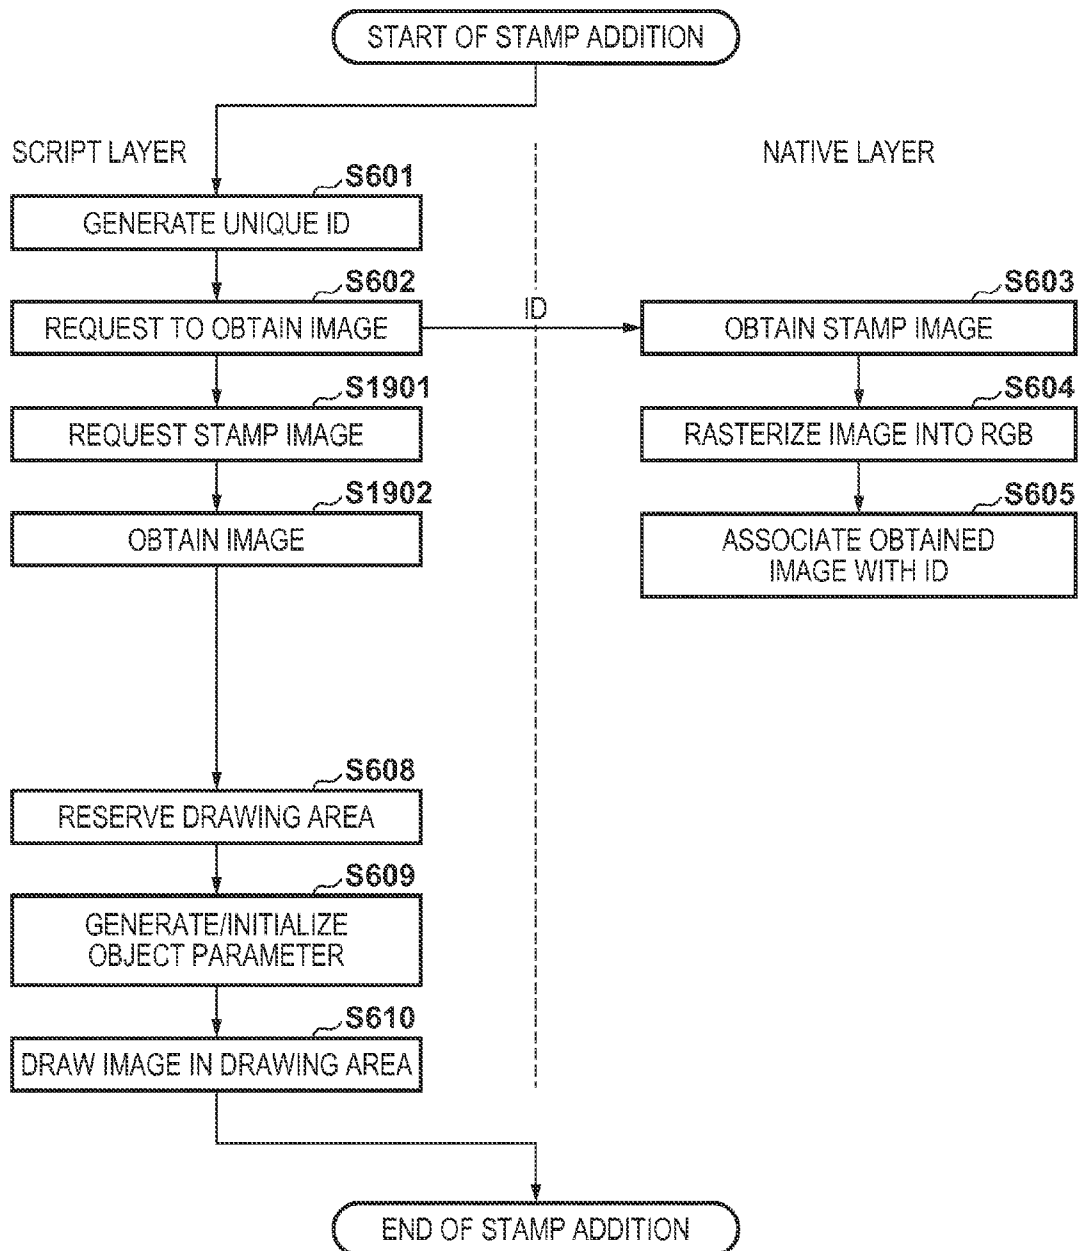 START OF STAMP ADDITION
SCRIPT LAYER
NATIVE LAYER
S601
GENERATE UNIQUE ID
S602
REQUEST TO OBTAIN IMAGE
ID
S603
OBTAIN STAMP IMAGE
S1901
REQUEST STAMP IMAGE
S604
RASTERIZE IMAGE INTO RGB
S1902
OBTAIN IMAGE
S605
ASSOCIATE OBTAINED
IMAGE WITH ID
S608
RESERVE DRAWING AREA
S609
GENERATE/INITIALIZE
OBJECT PARAMETER
S610
DRAW IMAGE IN DRAWING AREA
END OF STAMP ADDITION